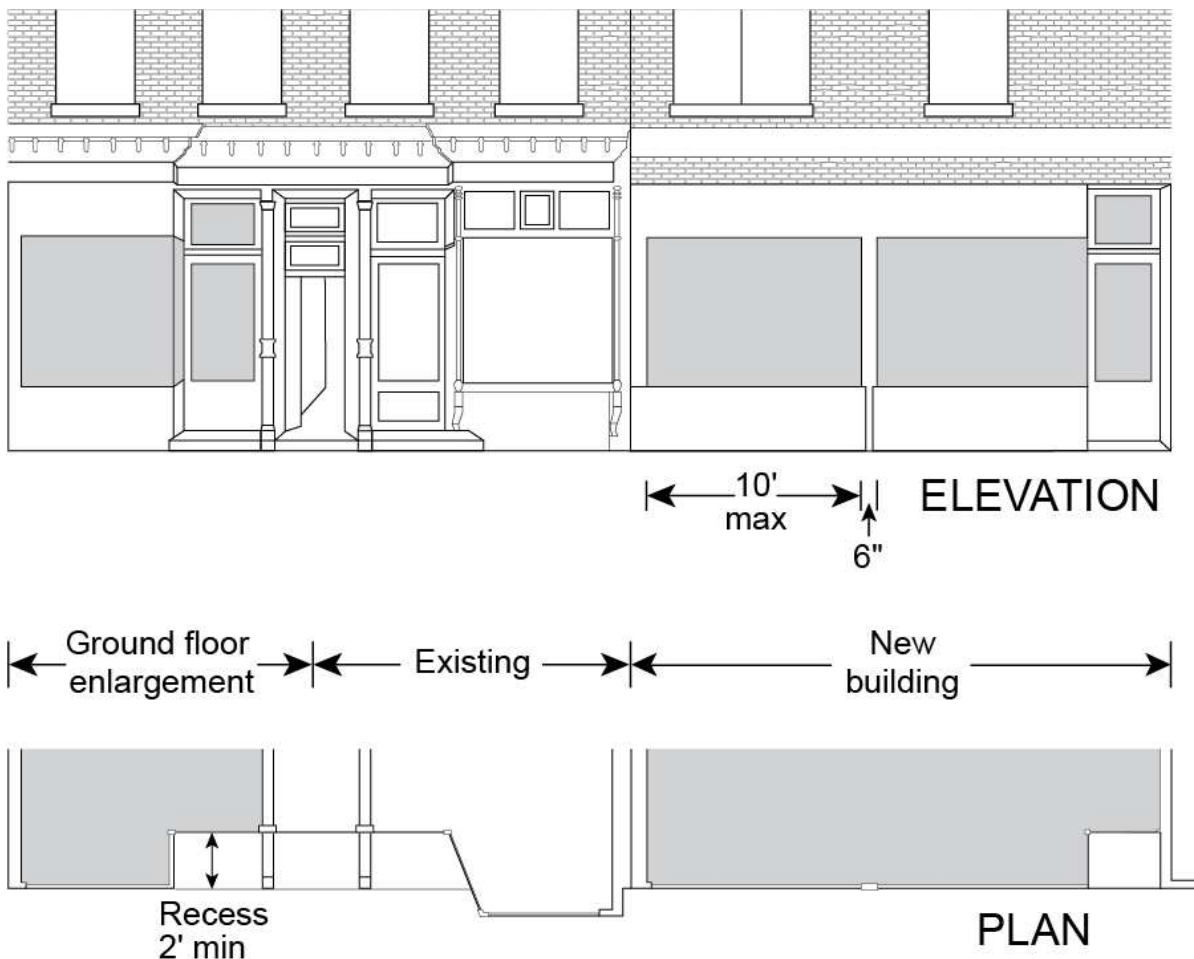 10'
max
ELEVATION
6"
Ground floor
enlargement
Existing
New
building
Recess
2' min
PLAN